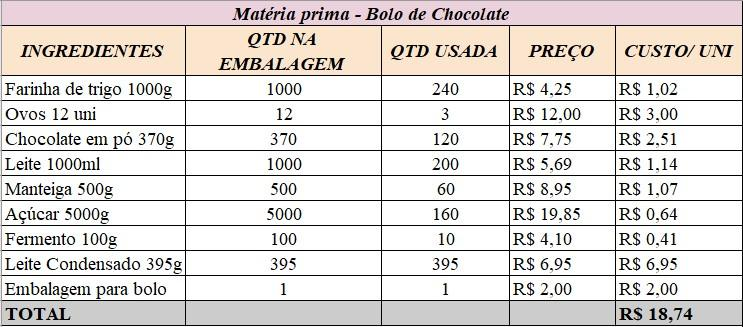 Matéria prima - Bolo de Chocolate
INGREDIENTES QTD NA EMBALAGEM QTD USADA PREÇO CUSTO/ UNI
Farinha de trigo 1000g 1000 240 R$ 4,25 R$ 1,02
Ovos 12 uni 12 3 R$ 12,00 R$ 3,00
Chocolate em pó 370g 370 120 R$ 7,75 R$ 2,51
Leite 1000ml 1000 200 R$ 5,69 R$ 1,14
Manteiga 500g 500 60 R$ 8,95 R$ 1,07
Açúcar 5000g 5000 160 R$ 19,85 R$ 0,64
Fermento 100g 100 10 R$ 4,10 R$ 0,41
Leite Condensado 395g 395 395 R$ 6,95 R$ 6,95
Embalagem para bolo 1 1 R$ 2,00 R$ 2,00
TOTAL R$ 18,74